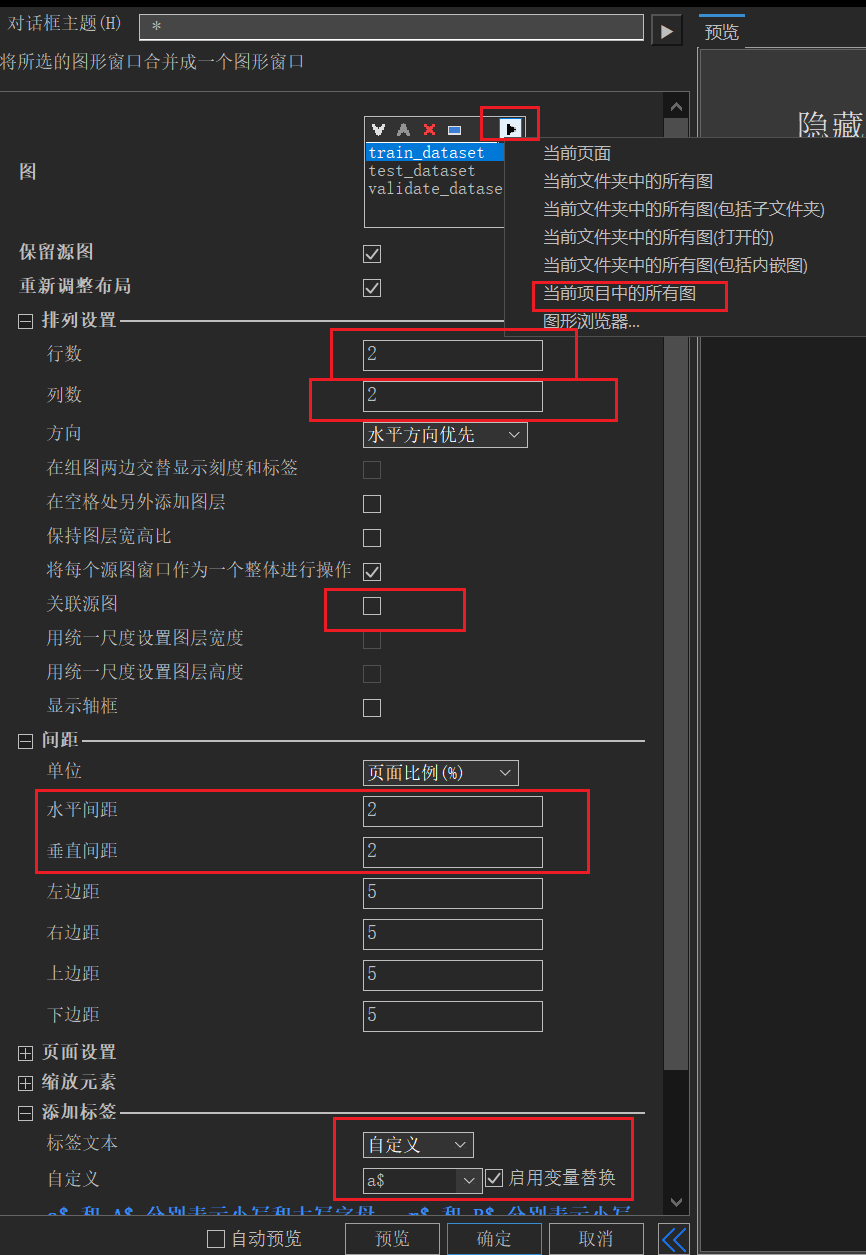 对话框主题(H)
*
预览
将所选的图形窗口合并成一个图形窗口
隐藏
图
train_dataset
test_dataset
validate_datase
当前页面
当前文件夹中的所有图
当前文件夹中的所有图(包括子文件夹)
当前文件夹中的所有图(打开的)
当前文件夹中的所有图(包括内嵌图)
当前项目中的所有图
图形浏览器...
保留源图
重新调整布局
排列设置
行数 2
列数 2
方向 水平方向优先
在组图两边交替显示刻度和标签
在空格处另外添加图层
保持图层宽高比
将每个源图窗口作为一个整体进行操作
关联源图
用统一尺度设置图层宽度
用统一尺度设置图层高度
显示轴框
间距
单位 页面比例(%)
水平间距 2
垂直间距 2
左边距 5
右边距 5
上边距 5
下边距 5
页面设置
缩放元素
添加标签
标签文本 自定义
自定义 a$ 启用变量替换
自动预览 预览 确定 取消